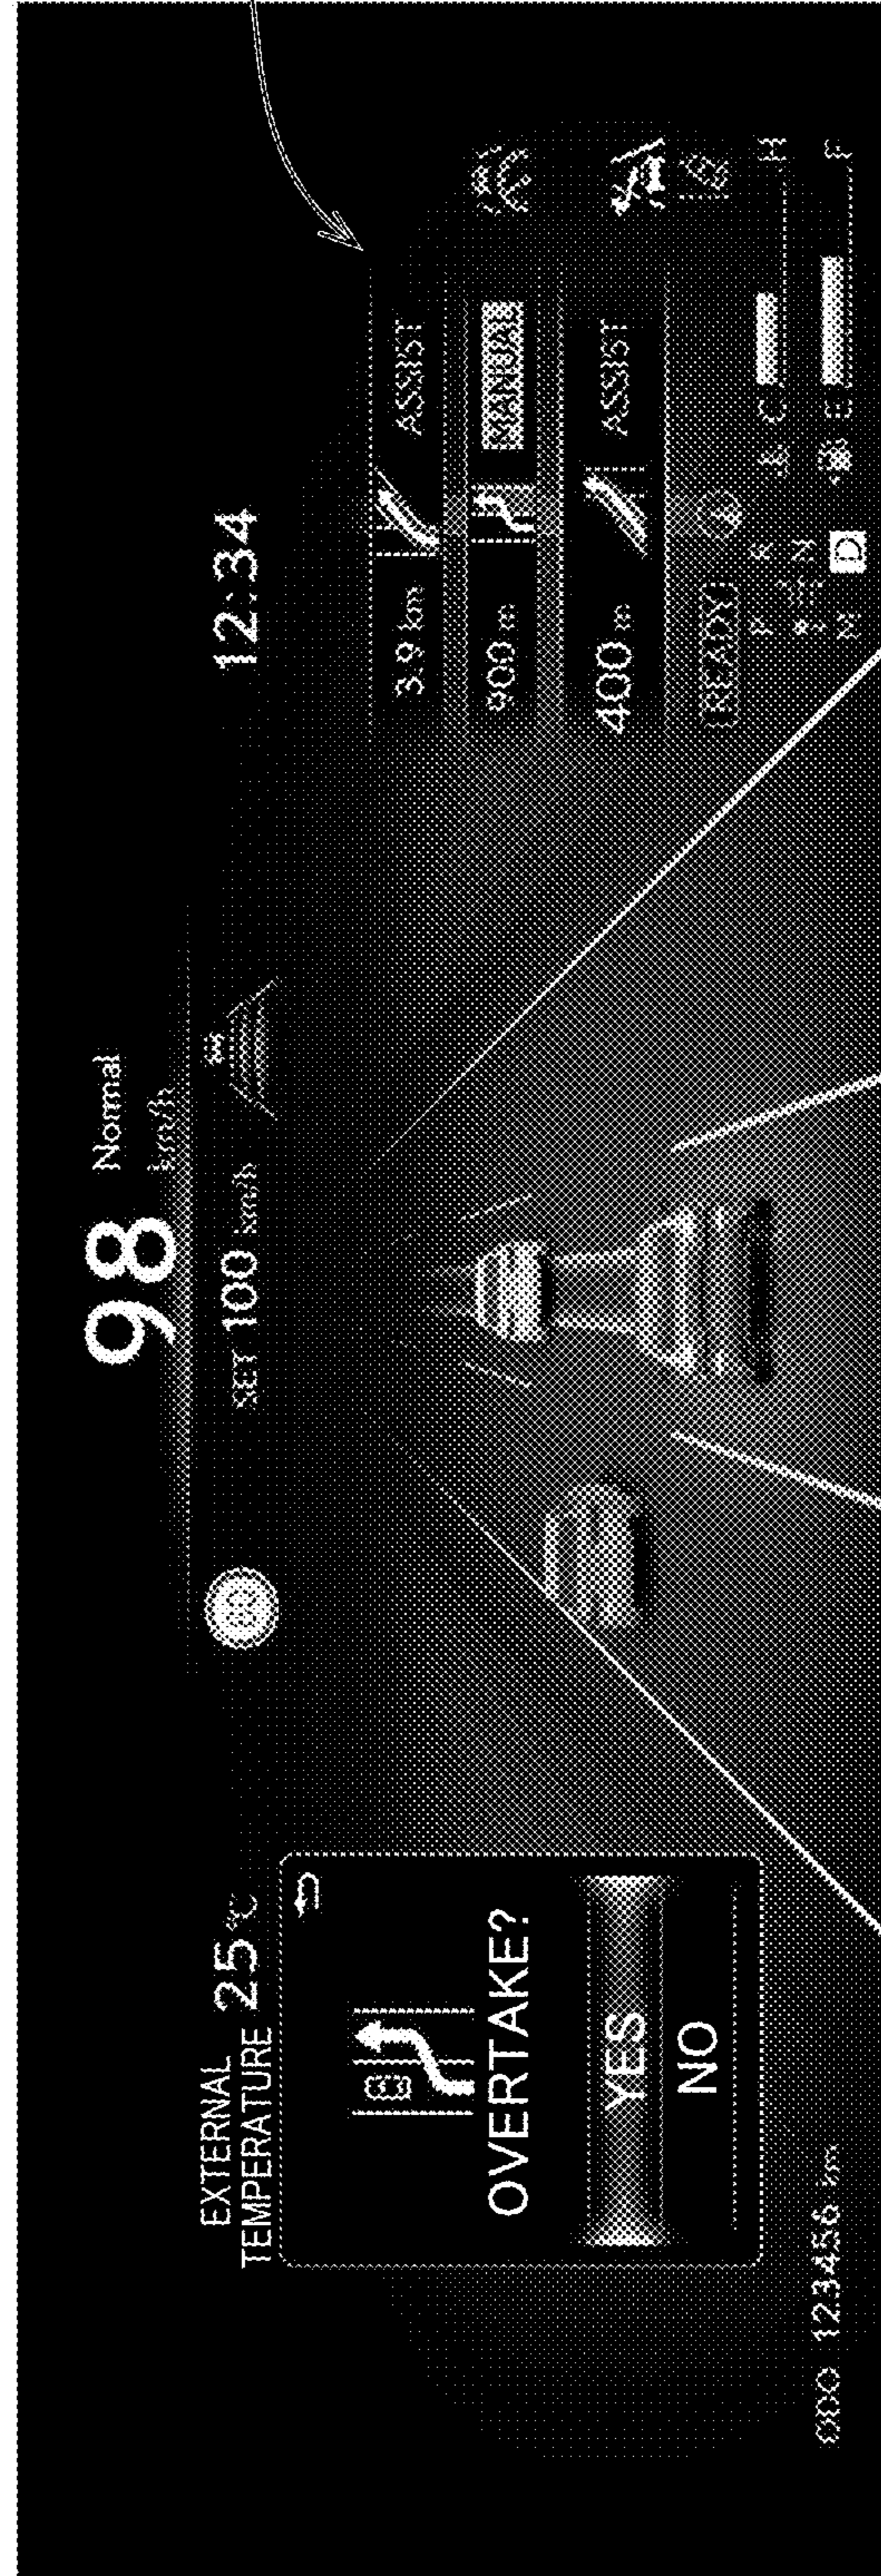 98 Normal
km/h
EXTERNAL
TEMPERATURE 25 °C
SET 100 km/h
12:34
OVERTAKE?
YES
NO
3.9 km ASSIST
900 m MANUAL
400 m ASSIST
READY
P R
N
M D
C H
E F
ODO 123456 km